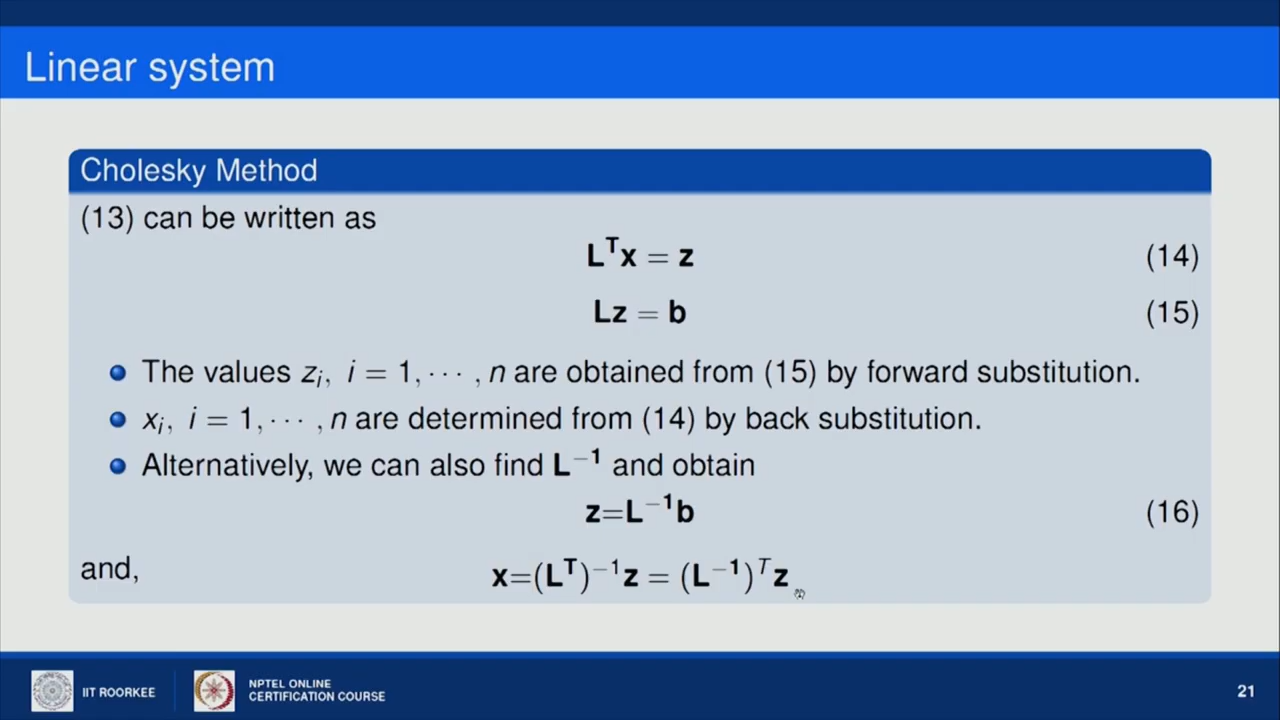 Linear system
Cholesky Method
(13) can be written as
Lᵀx = z (14)
Lz = b (15)
The values zᵢ, i = 1, ··· , n are obtained from (15) by forward substitution.
xᵢ, i = 1, ··· , n are determined from (14) by back substitution.
Alternatively, we can also find L⁻¹ and obtain
z=L⁻¹b (16)
and,
x=(Lᵀ)⁻¹z = (L⁻¹)ᵀz
IIT ROORKEE
NPTEL ONLINE
CERTIFICATION COURSE
21